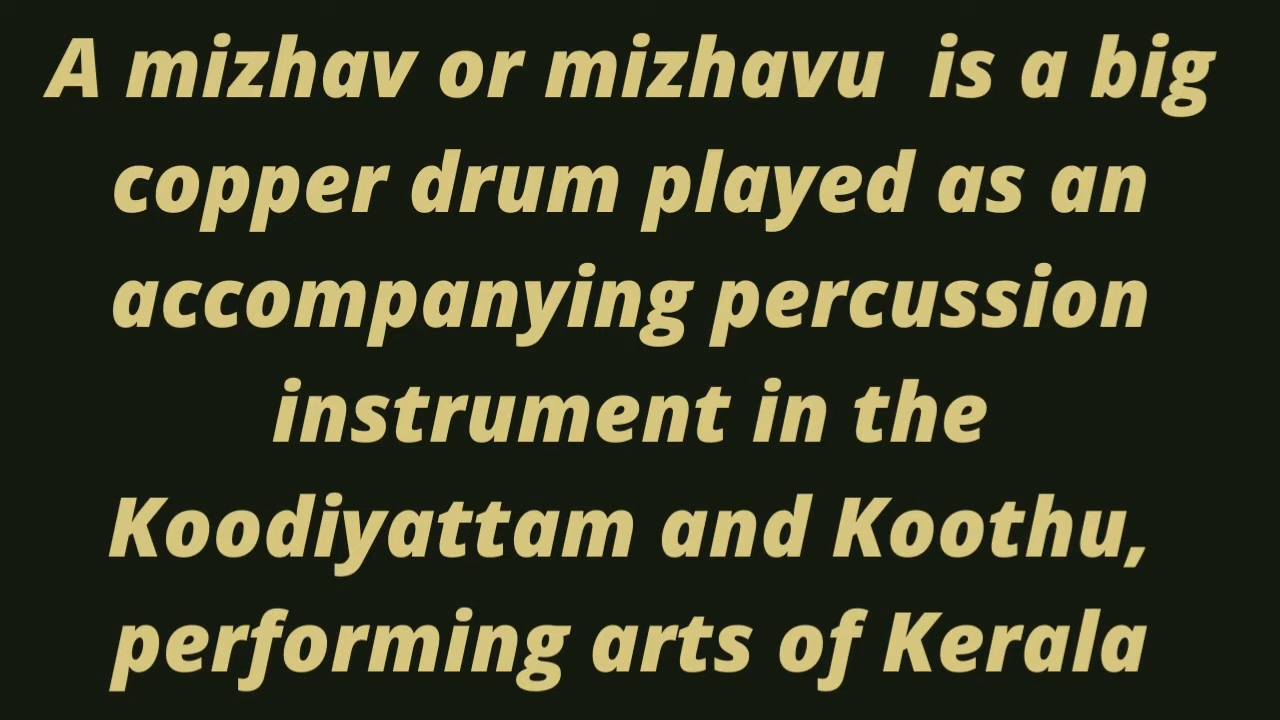 A mizhav or mizhavu  is a big
copper drum played as an
accompanying percussion
instrument in the
Koodiyattam and Koothu,
performing arts of Kerala